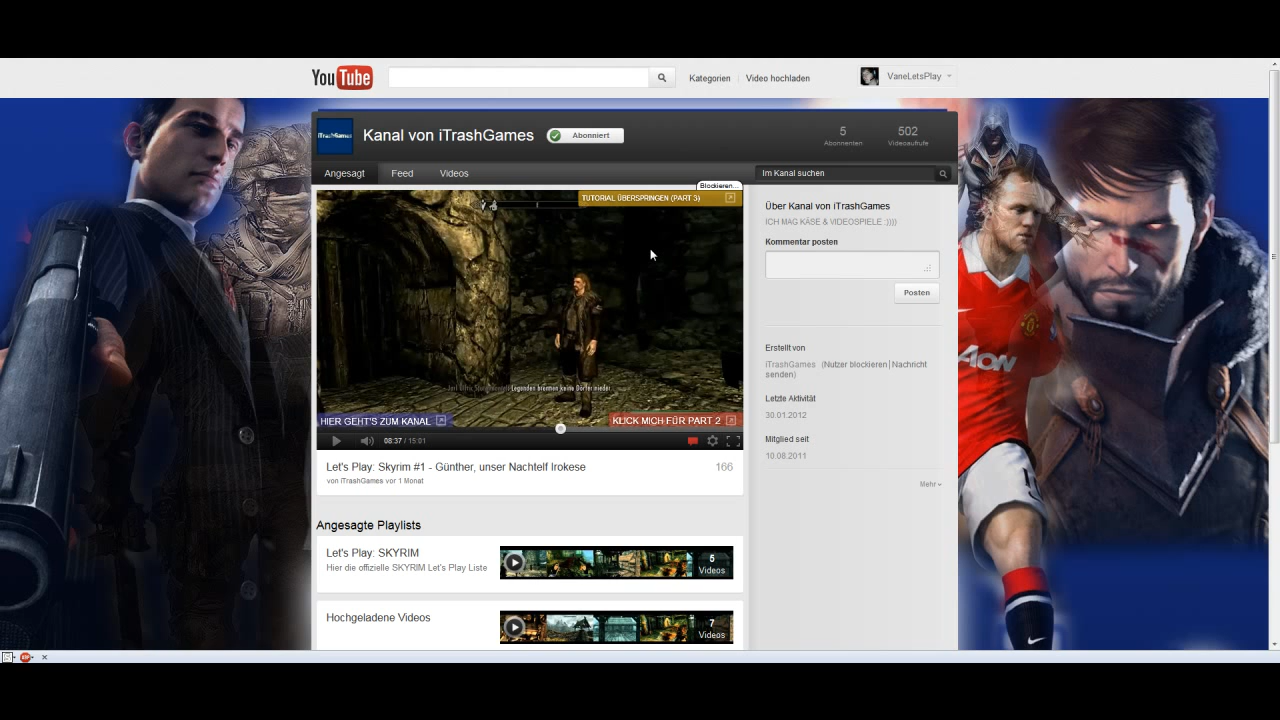 YouTube
Kategorien | Video hochladen
VaneLetsPlay
iTrashGames
Kanal von iTrashGames
Abonniert
5
Abonnenten
502
Videoaufrufe
Angesagt
Feed
Videos
Im Kanal suchen
Blockieren...
TUTORIAL ÜBERSPRINGEN (PART 3)
Legenden brennen keine Dörfer nieder.
HIER GEHT'S ZUM KANAL
KLICK MICH FÜR PART 2
08:37 / 15:01
Let's Play: Skyrim #1 - Günther, unser Nachtelf Irokese
166
von iTrashGames vor 1 Monat
Angesagte Playlists
Let's Play: SKYRIM
Hier die offizielle SKYRIM Let's Play Liste
5
Videos
Hochgeladene Videos
7
Videos
Über Kanal von iTrashGames
ICH MAG KÄSE & VIDEOSPIELE :))))
Kommentar posten
Posten
Erstellt von
iTrashGames (Nutzer blockieren|Nachricht
senden)
Letzte Aktivität
30.01.2012
Mitglied seit
10.08.2011
Mehr
AON
ABP